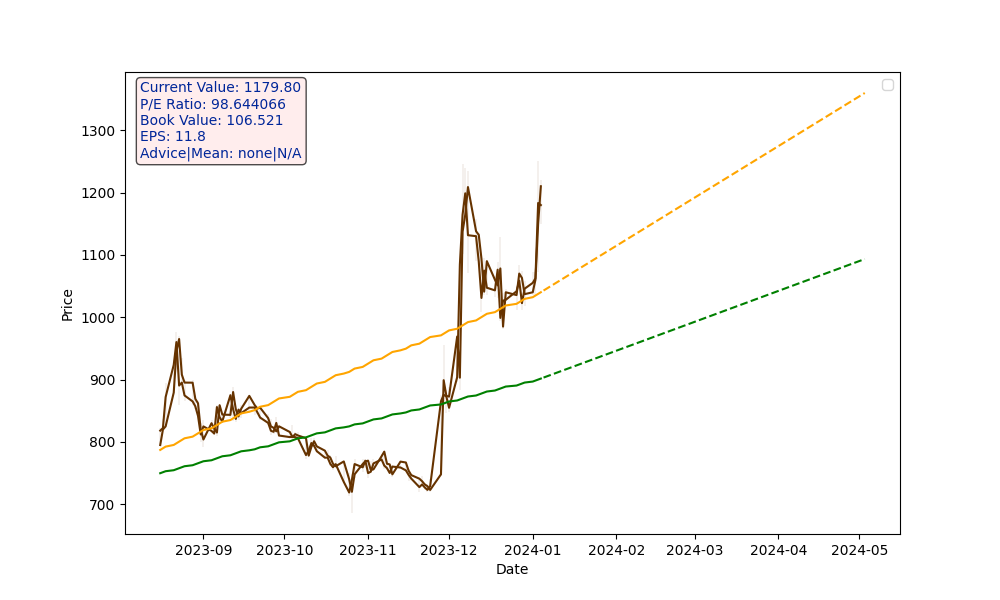 Current Value: 1179.80
P/E Ratio: 98.644066
Book Value: 106.521
EPS: 11.8
Advice|Mean: none|N/A
1300
1200
1100
1000
900
800
700
Price
2023-09 2023-10 2023-11 2023-12 2024-01 2024-02 2024-03 2024-04 2024-05
Date